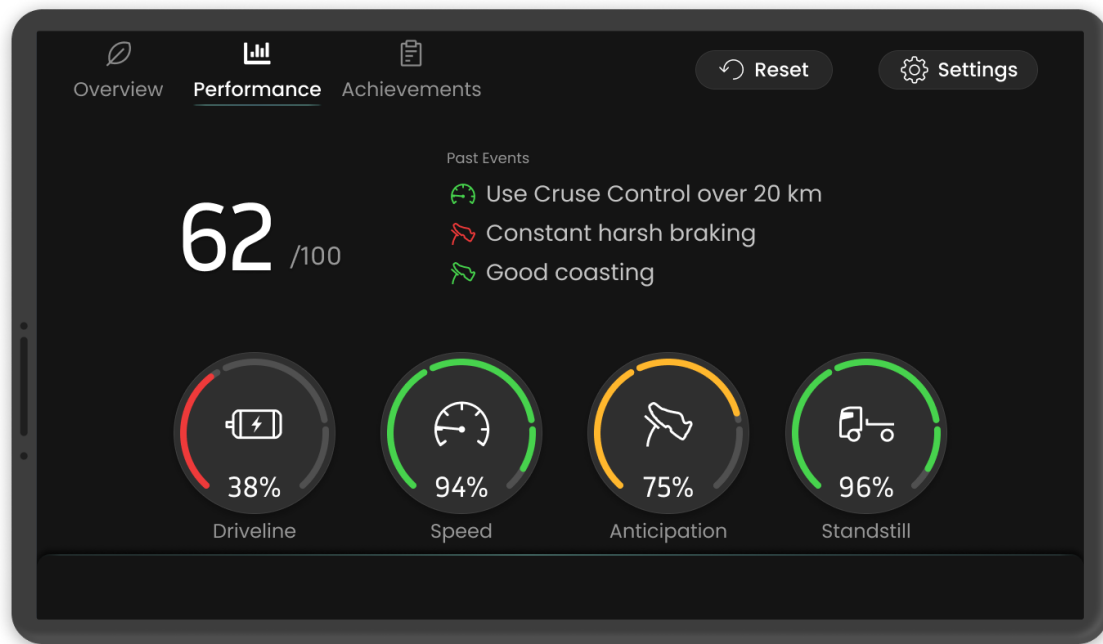 Overview
Performance
Achievements
Reset
Settings
Past Events
Use Cruse Control over 20 km
Constant harsh braking
Good coasting
62 /100
38%
Driveline
94%
Speed
75%
Anticipation
96%
Standstill